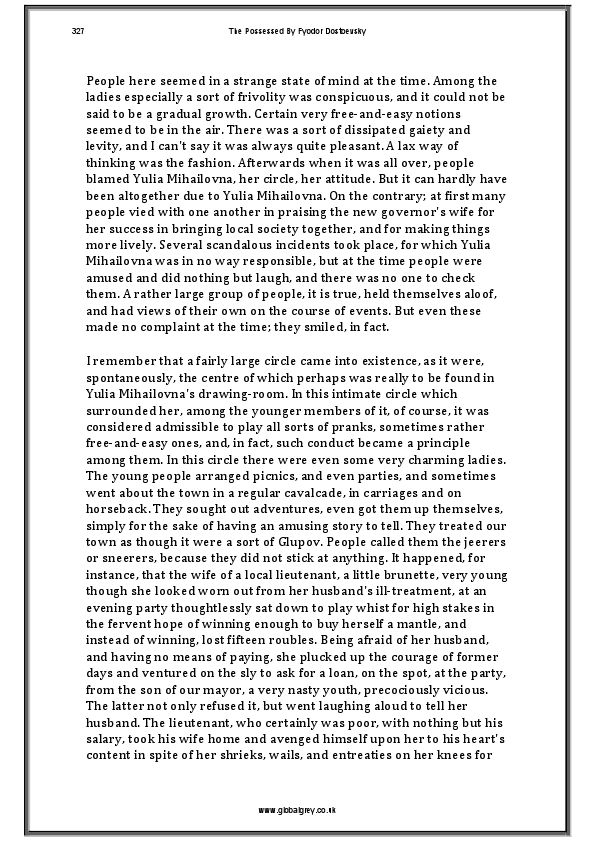 327
The Possessed By Fyodor Dostoevsky
People here seemed in a strange state of mind at the time. Among the
ladies especially a sort of frivolity was conspicuous, and it could not be
said to be a gradual growth. Certain very free-and-easy notions
seemed to be in the air. There was a sort of dissipated gaiety and
levity, and I can't say it was always quite pleasant. A lax way of
thinking was the fashion. Afterwards when it was all over, people
blamed Yulia Mihailovna, her circle, her attitude. But it can hardly have
been altogether due to Yulia Mihailovna. On the contrary; at first many
people vied with one another in praising the new governor's wife for
her success in bringing local society together, and for making things
more lively. Several scandalous incidents took place, for which Yulia
Mihailovna was in no way responsible, but at the time people were
amused and did nothing but laugh, and there was no one to check
them. A rather large group of people, it is true, held themselves aloof,
and had views of their own on the course of events. But even these
made no complaint at the time; they smiled, in fact.
I remember that a fairly large circle came into existence, as it were,
spontaneously, the centre of which perhaps was really to be found in
Yulia Mihailovna's drawing-room. In this intimate circle which
surrounded her, among the younger members of it, of course, it was
considered admissible to play all sorts of pranks, sometimes rather
free-and-easy ones, and, in fact, such conduct became a principle
among them. In this circle there were even some very charming ladies.
The young people arranged picnics, and even parties, and sometimes
went about the town in a regular cavalcade, in carriages and on
horseback. They sought out adventures, even got them up themselves,
simply for the sake of having an amusing story to tell. They treated our
town as though it were a sort of Glupov. People called them the jeerers
or sneerers, because they did not stick at anything. It happened, for
instance, that the wife of a local lieutenant, a little brunette, very young
though she looked worn out from her husband's ill-treatment, at an
evening party thoughtlessly sat down to play whist for high stakes in
the fervent hope of winning enough to buy herself a mantle, and
instead of winning, lost fifteen roubles. Being afraid of her husband,
and having no means of paying, she plucked up the courage of former
days and ventured on the sly to ask for a loan, on the spot, at the party,
from the son of our mayor, a very nasty youth, precociously vicious.
The latter not only refused it, but went laughing aloud to tell her
husband. The lieutenant, who certainly was poor, with nothing but his
salary, took his wife home and avenged himself upon her to his heart's
content in spite of her shrieks, wails, and entreaties on her knees for
www.globalgrey.co.uk